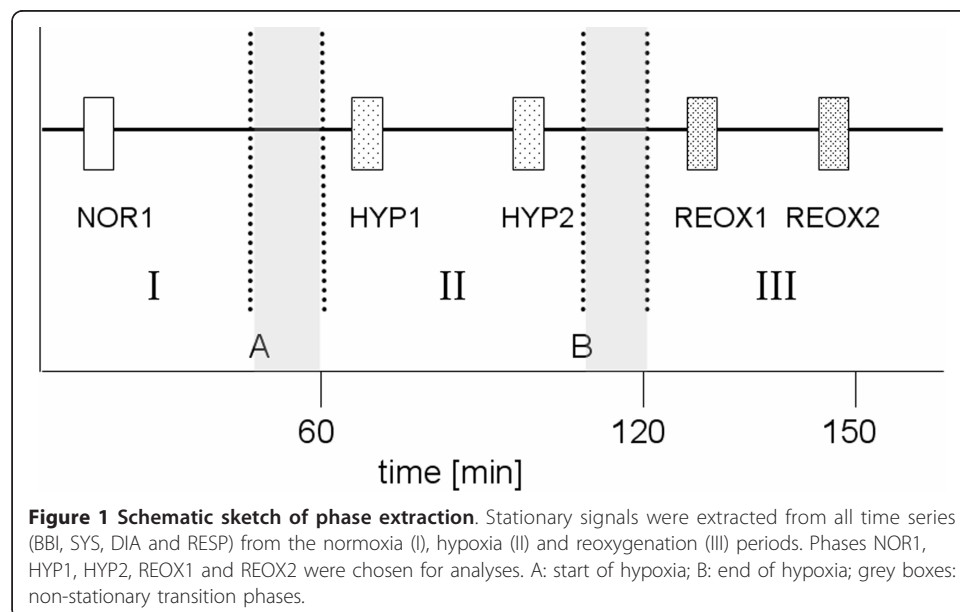 NOR1 HYP1 HYP2 REOX1 REOX2
I II III
A B
60 120 150
time [min]
Figure 1 Schematic sketch of phase extraction. Stationary signals were extracted from all time series
(BBI, SYS, DIA and RESP) from the normoxia (I), hypoxia (II) and reoxygenation (III) periods. Phases NOR1,
HYP1, HYP2, REOX1 and REOX2 were chosen for analyses. A: start of hypoxia; B: end of hypoxia; grey boxes:
non-stationary transition phases.